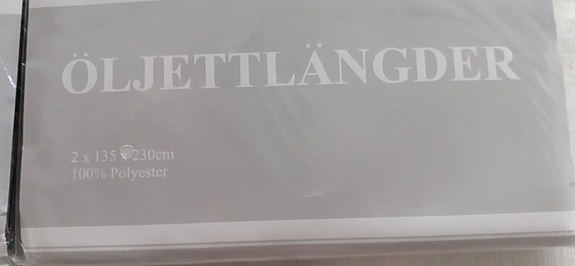 ÖLJETTLÄNGDER
2 x 135 x 230cm
100% Polyester